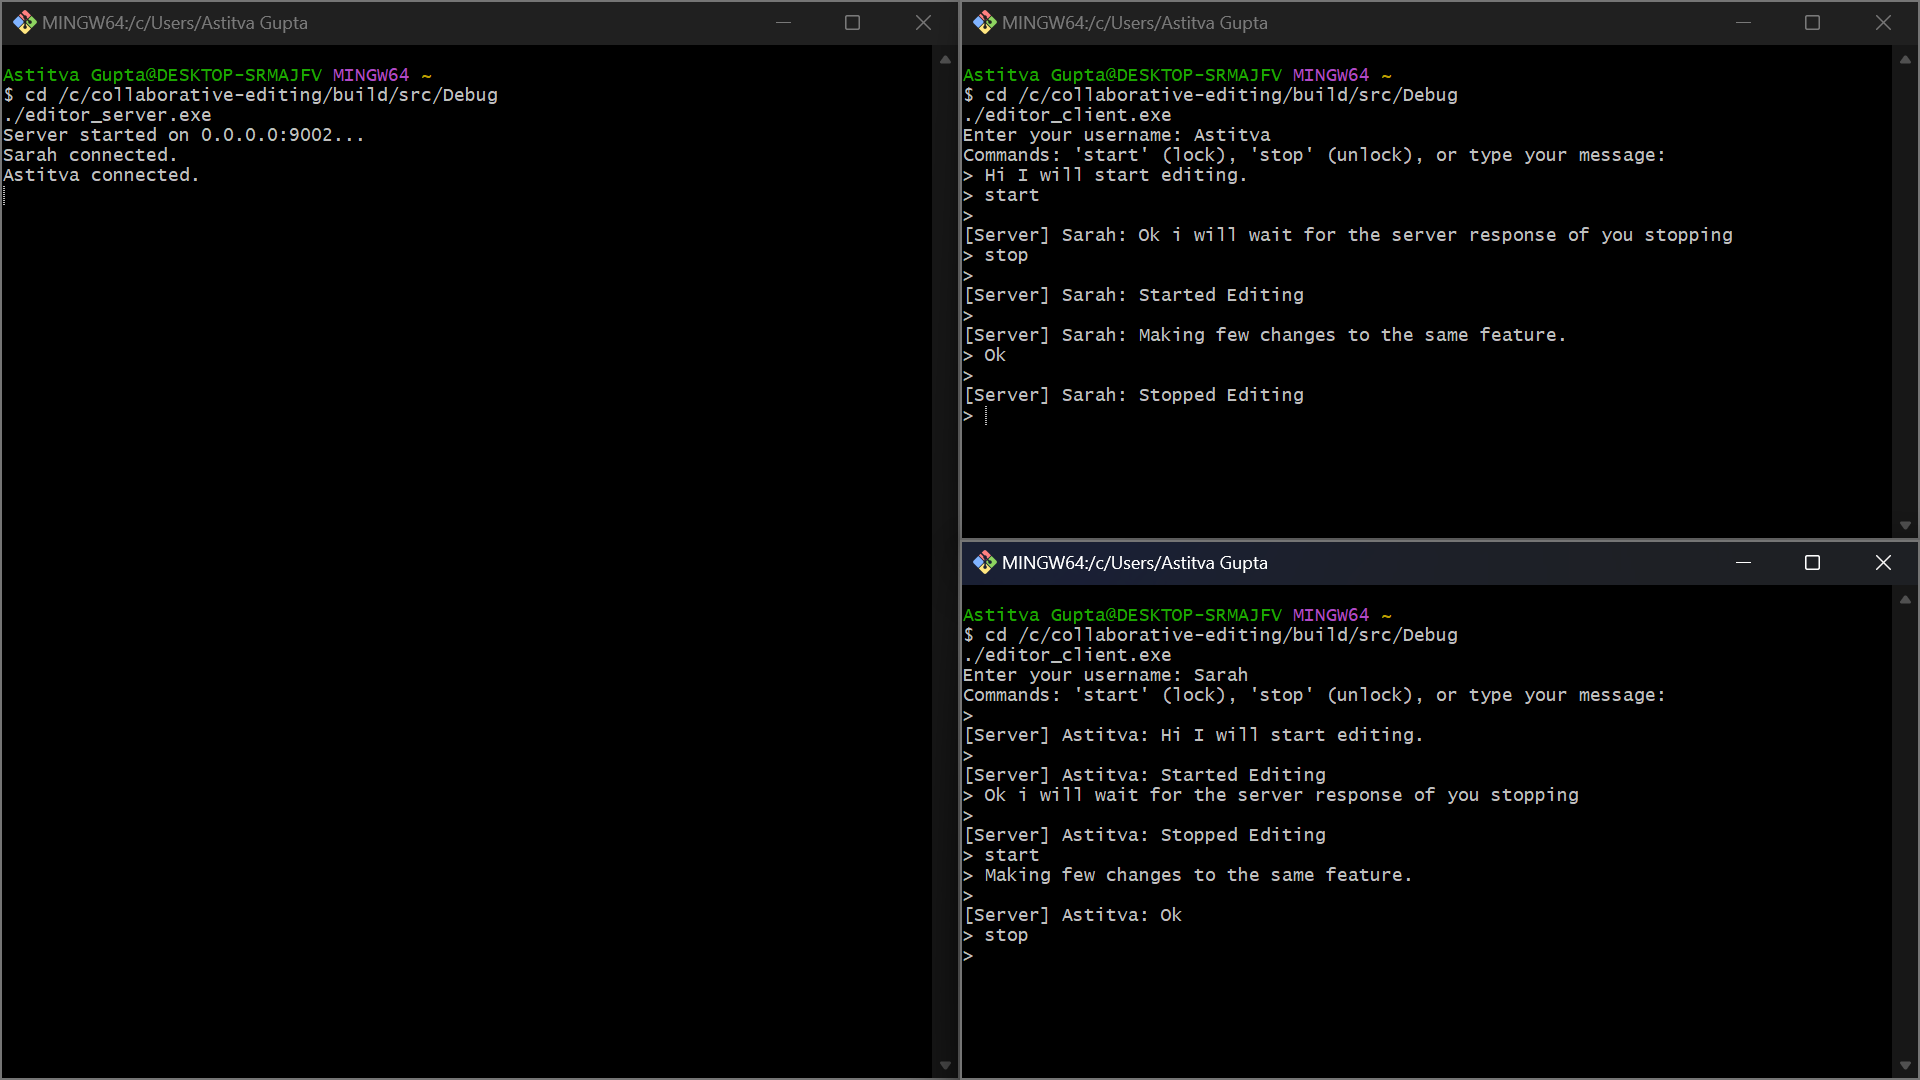 MINGW64:/c/Users/Astitva Gupta
Astitva Gupta@DESKTOP-SRMAJFV MINGW64 ~
$ cd /c/collaborative-editing/build/src/Debug
./editor_server.exe
Server started on 0.0.0.0:9002...
Sarah connected.
Astitva connected.
MINGW64:/c/Users/Astitva Gupta
Astitva Gupta@DESKTOP-SRMAJFV MINGW64 ~
$ cd /c/collaborative-editing/build/src/Debug
./editor_client.exe
Enter your username: Astitva
Commands: 'start' (lock), 'stop' (unlock), or type your message:
> Hi I will start editing.
> start
>
[Server] Sarah: Ok i will wait for the server response of you stopping
> stop
>
[Server] Sarah: Started Editing
>
[Server] Sarah: Making few changes to the same feature.
> Ok
>
[Server] Sarah: Stopped Editing
>
MINGW64:/c/Users/Astitva Gupta
Astitva Gupta@DESKTOP-SRMAJFV MINGW64 ~
$ cd /c/collaborative-editing/build/src/Debug
./editor_client.exe
Enter your username: Sarah
Commands: 'start' (lock), 'stop' (unlock), or type your message:
>
[Server] Astitva: Hi I will start editing.
>
[Server] Astitva: Started Editing
> Ok i will wait for the server response of you stopping
>
[Server] Astitva: Stopped Editing
> start
> Making few changes to the same feature.
>
[Server] Astitva: Ok
> stop
>